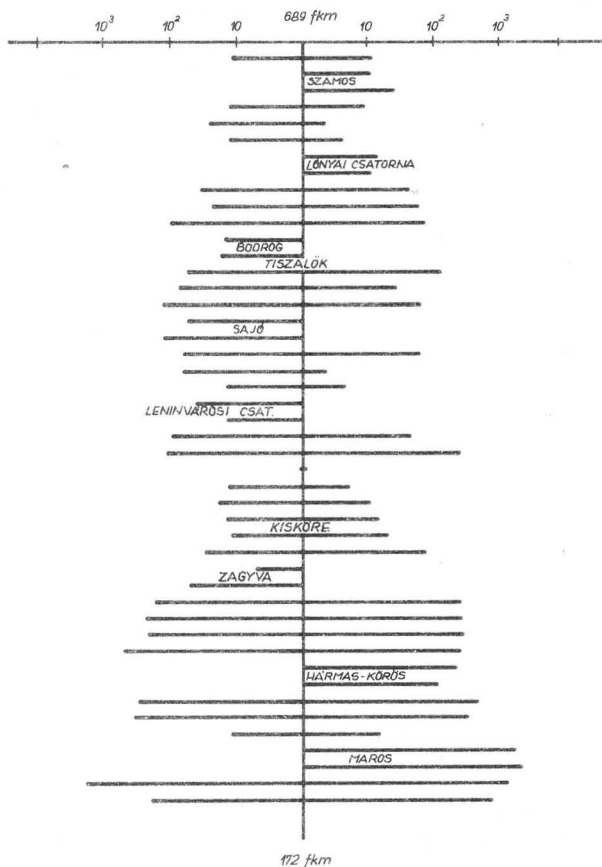 689 fkm
10³ 10² 10 10 10² 10³
SZAMOS
LÓNYAI CSATORNA
BODROG
TISZALÖK
SAJÓ
LENINVÁROSI CSAT.
KISKÖRE
ZAGYVA
HÁRMAS-KÖRÖS
MAROS
172 fkm